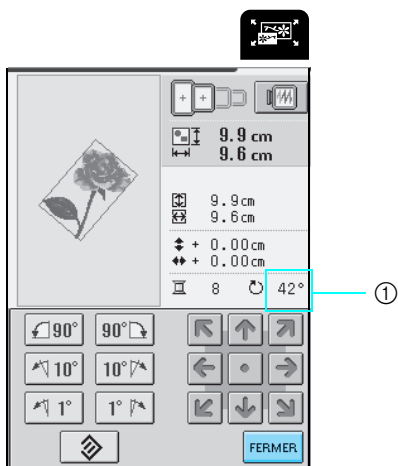 9.9 cm
9.6 cm
9.9cm
9.6cm
+ 0.00cm
+ 0.00cm
8 42°
①
90° 90°
10° 10°
1° 1°
FERMER